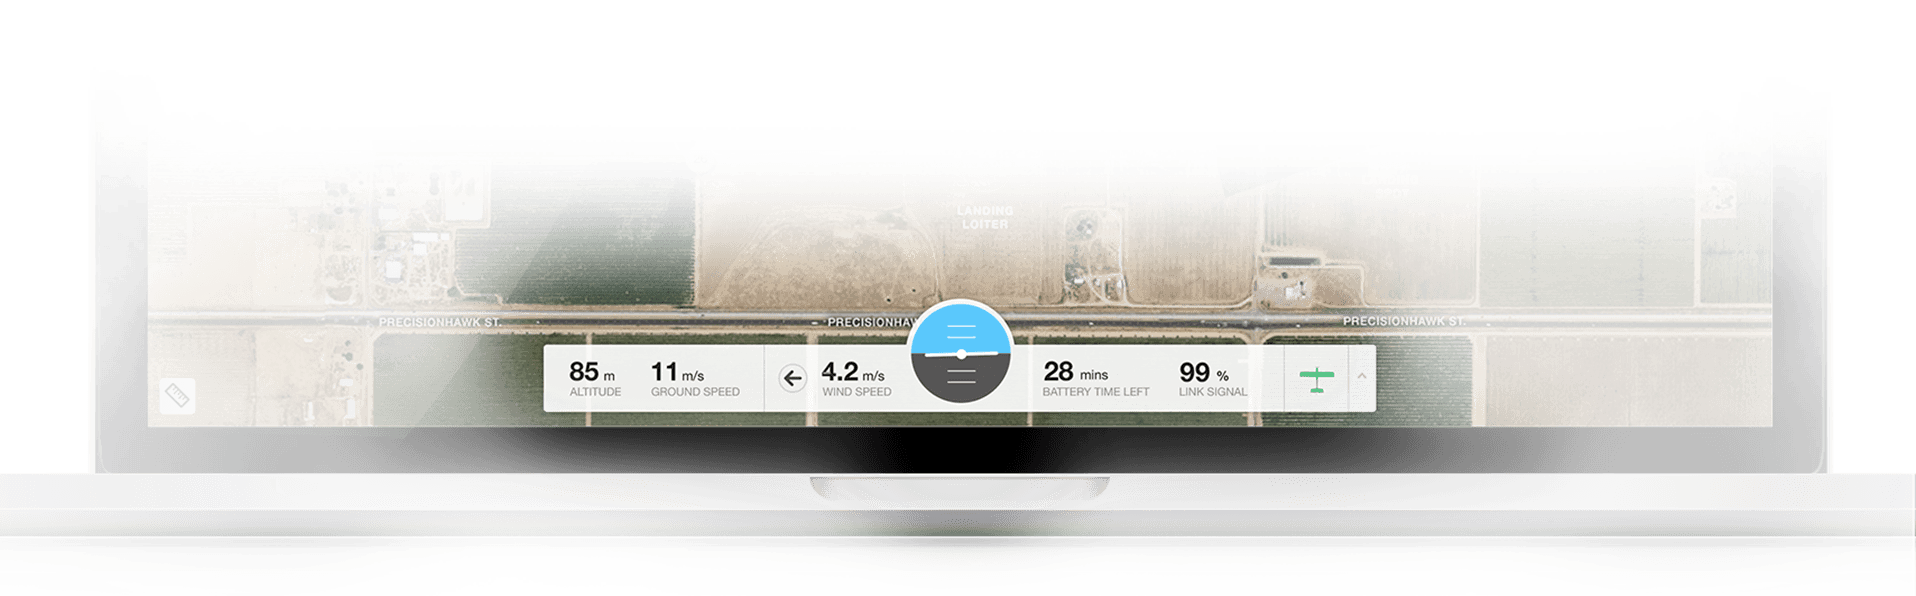 LANDING
LOITER
PRECISIONHAWK ST.
PRECISIONHAW
PRECISIONHAWK ST.
85 m
ALTITUDE
11 m/s
GROUND SPEED
4.2 m/s
WIND SPEED
28 mins
BATTERY TIME LEFT
99 %
LINK SIGNAL